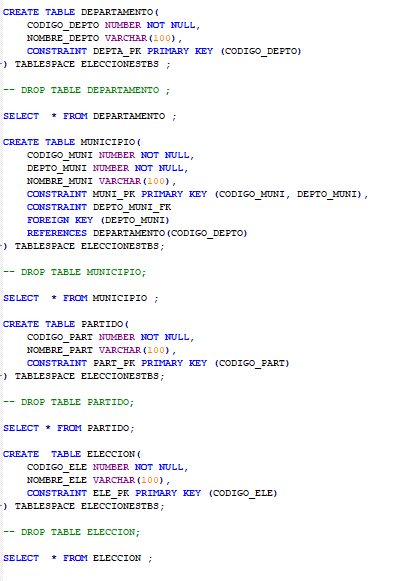 CREATE TABLE DEPARTAMENTO(
CODIGO_DEPTO NUMBER NOT NULL,
NOMBRE_DEPTO VARCHAR(100),
CONSTRAINT DEPTA_PK PRIMARY KEY (CODIGO_DEPTO)
) TABLESPACE ELECCIONESTBS ;
-- DROP TABLE DEPARTAMENTO ;
SELECT * FROM DEPARTAMENTO ;
CREATE TABLE MUNICIPIO(
CODIGO_MUNI NUMBER NOT NULL,
DEPTO_MUNI NUMBER NOT NULL,
NOMBRE_MUNI VARCHAR(100),
CONSTRAINT MUNI_PK PRIMARY KEY (CODIGO_MUNI, DEPTO_MUNI),
CONSTRAINT DEPTO_MUNI_FK
FOREIGN KEY (DEPTO_MUNI)
REFERENCES DEPARTAMENTO(CODIGO_DEPTO)
) TABLESPACE ELECCIONESTBS;
-- DROP TABLE MUNICIPIO;
SELECT * FROM MUNICIPIO ;
CREATE TABLE PARTIDO(
CODIGO_PART NUMBER NOT NULL,
NOMBRE_PART VARCHAR(100),
CONSTRAINT PART_PK PRIMARY KEY (CODIGO_PART)
) TABLESPACE ELECCIONESTBS;
-- DROP TABLE PARTIDO;
SELECT * FROM PARTIDO;
CREATE TABLE ELECCION(
CODIGO_ELE NUMBER NOT NULL,
NOMBRE_ELE VARCHAR(100),
CONSTRAINT ELE_PK PRIMARY KEY (CODIGO_ELE)
) TABLESPACE ELECCIONESTBS;
-- DROP TABLE ELECCION;
SELECT * FROM ELECCION ;